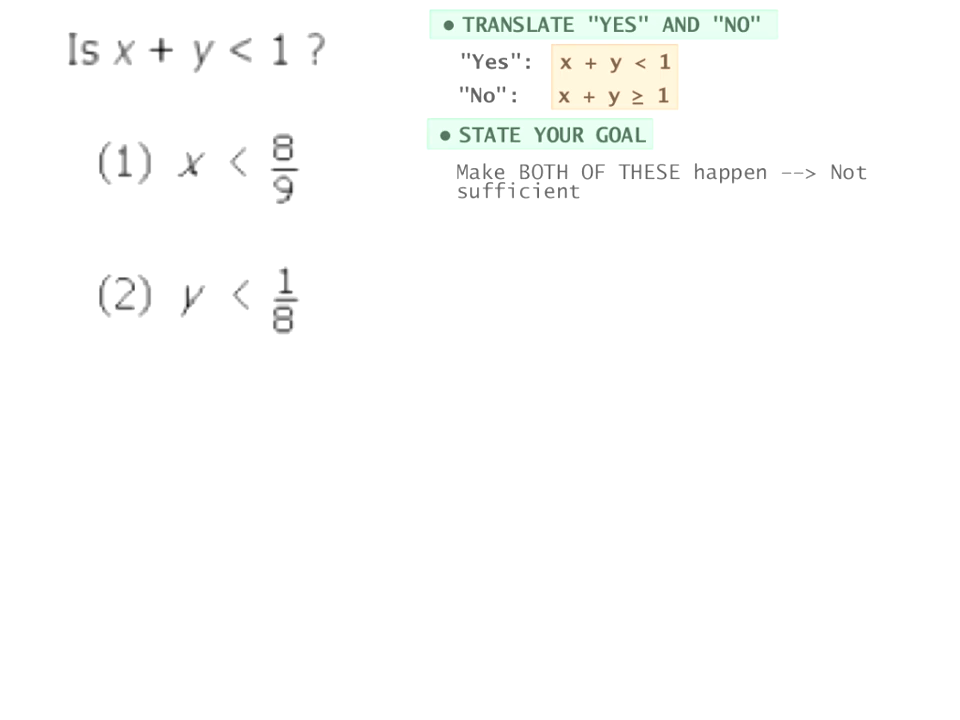 Is x + y < 1 ?
(1) x < 8/9
(2) y < 1/8
• TRANSLATE "YES" AND "NO"
"Yes": x + y < 1
"No": x + y ≥ 1
• STATE YOUR GOAL
Make BOTH OF THESE happen --> Not
sufficient